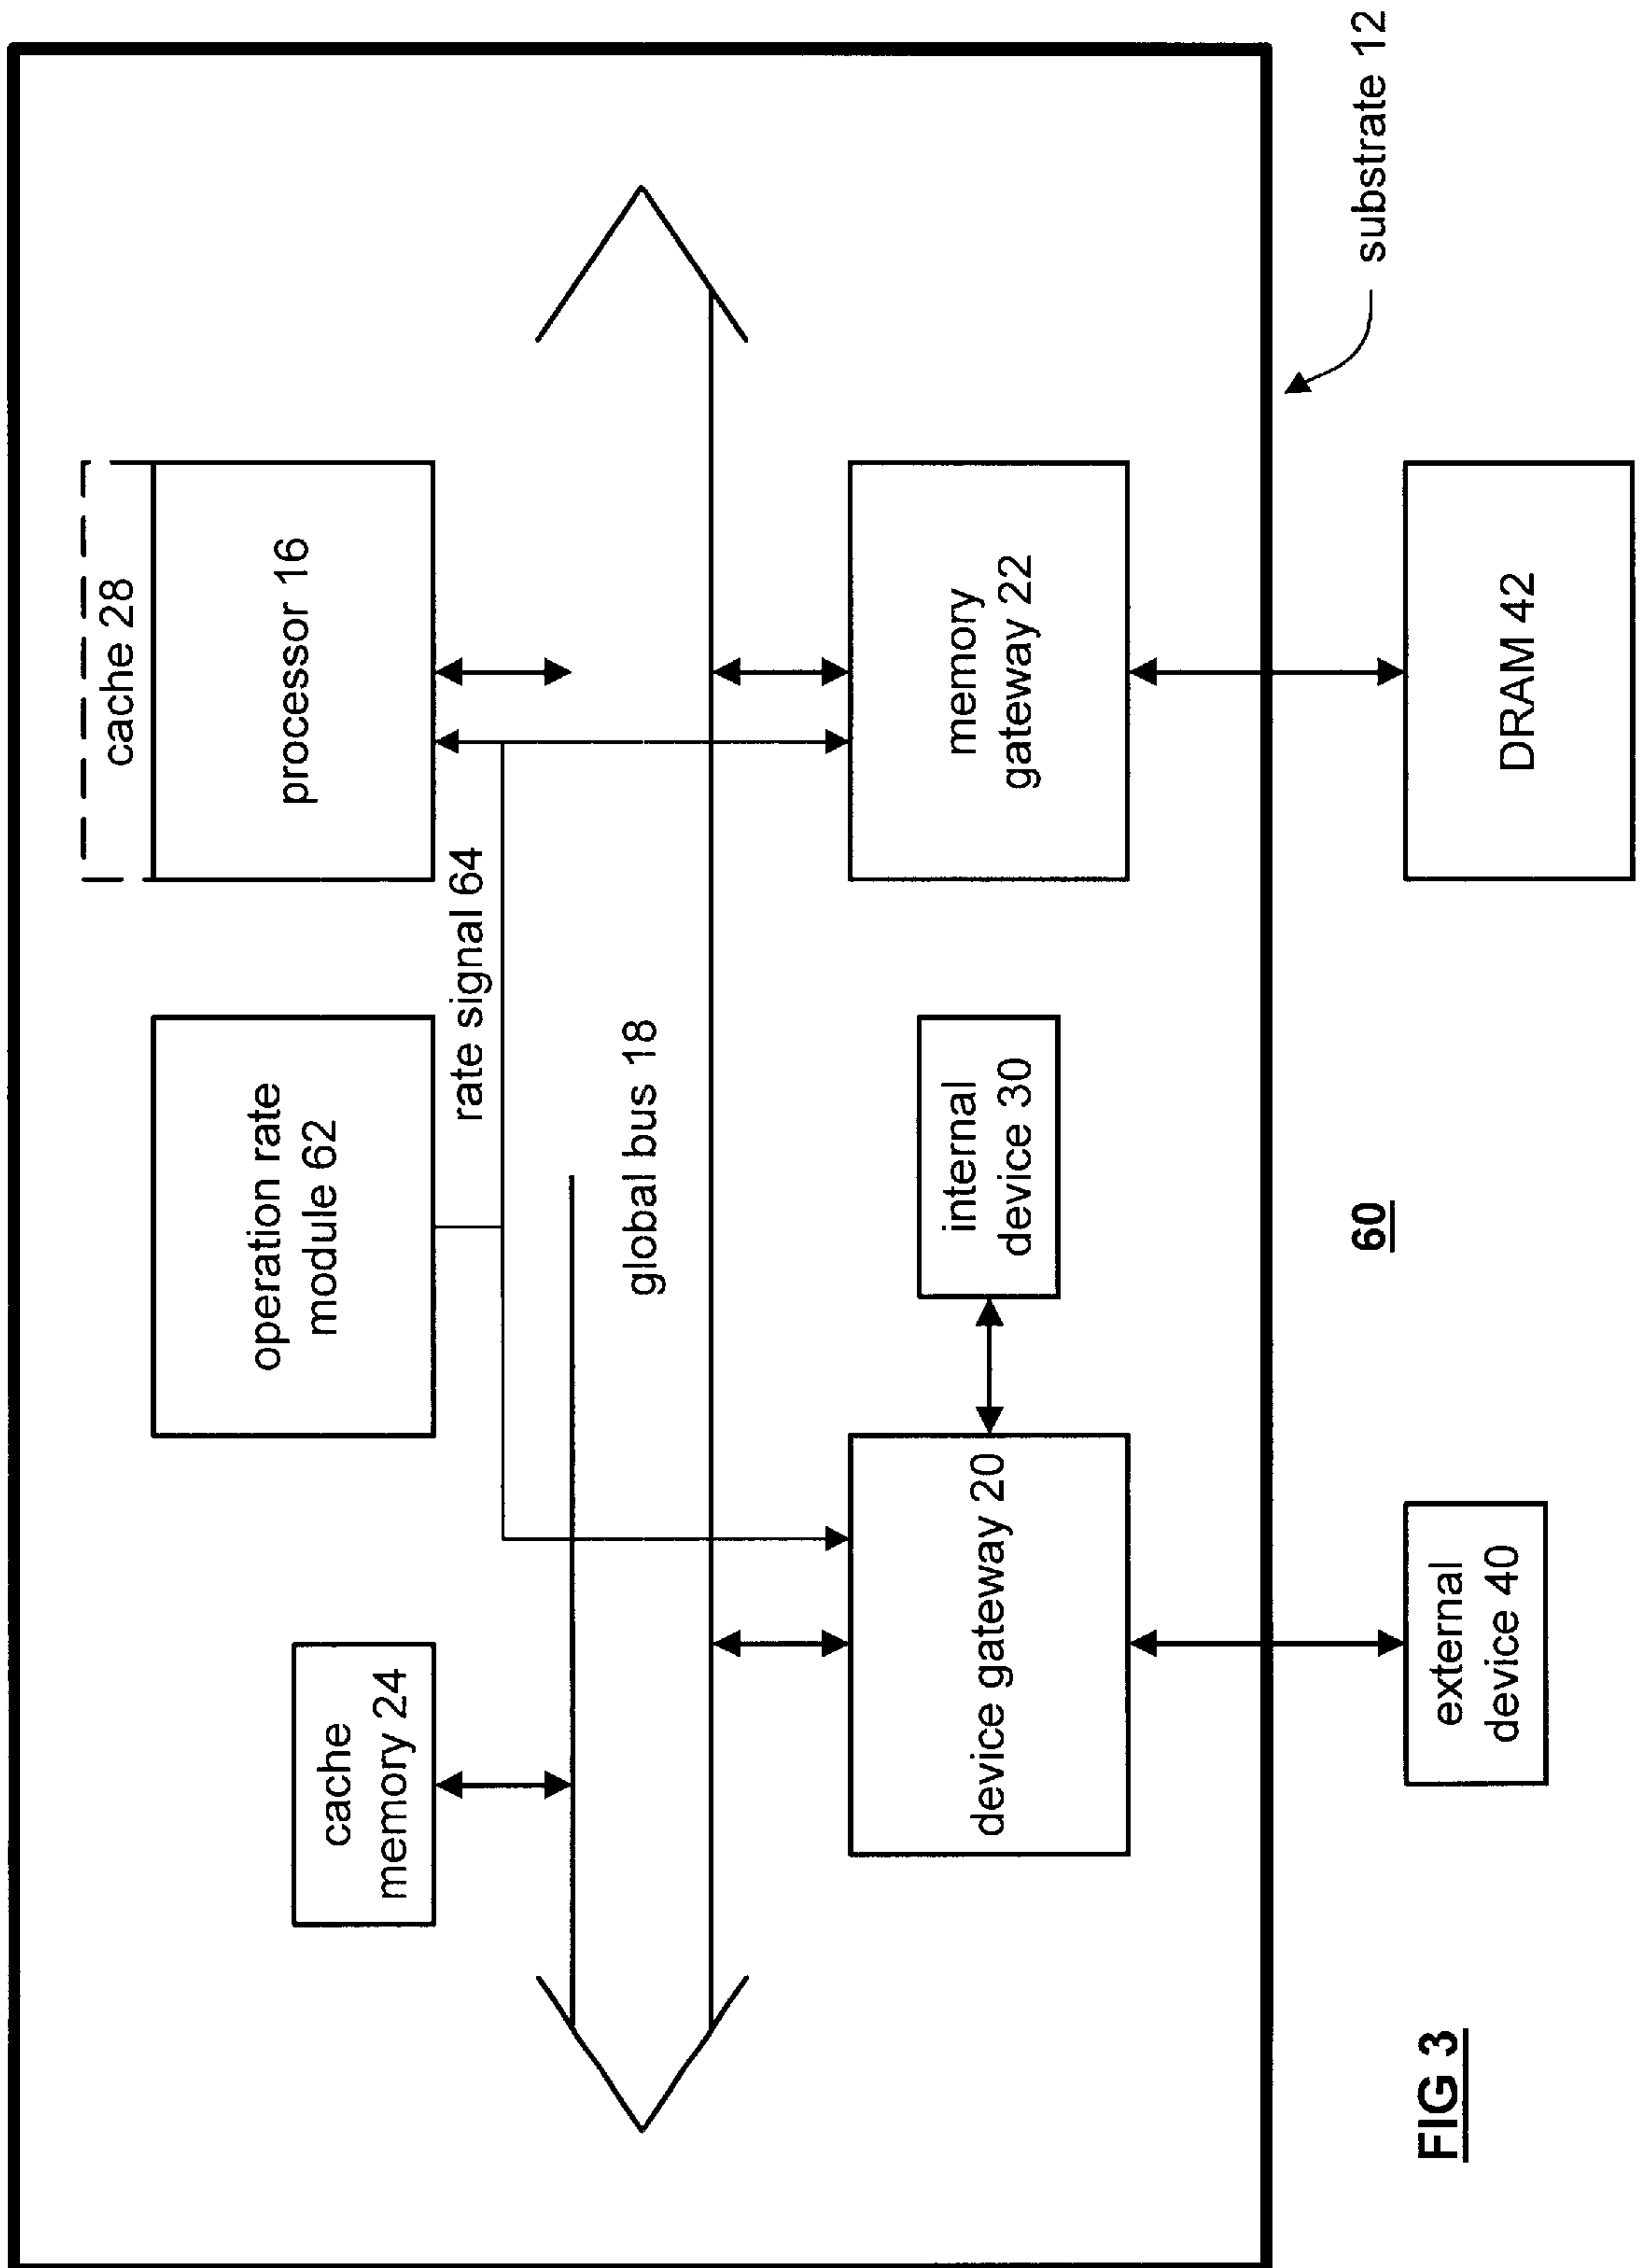 cache 28
processor 16
operation rate
module 62
cache
memory 24
rate signal 64
global bus 18
memory
gateway 22
internal
device 30
device gateway 20
substrate 12
DRAM 42
external
device 40
60
FIG 3